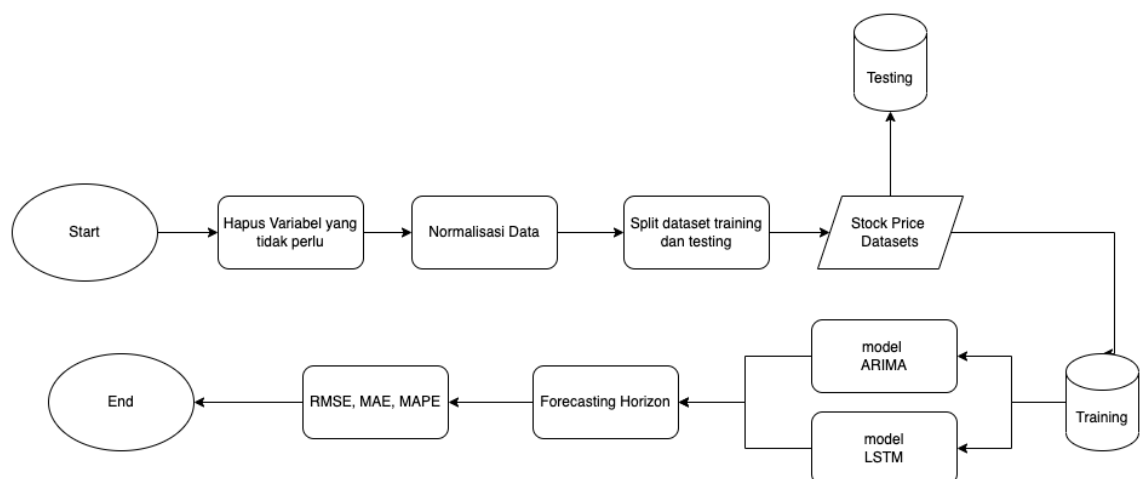 Testing
Start
Hapus Variabel yang
tidak perlu
Normalisasi Data
Split dataset training
dan testing
Stock Price
Datasets
model
ARIMA
End
RMSE, MAE, MAPE
Forecasting Horizon
Training
model
LSTM